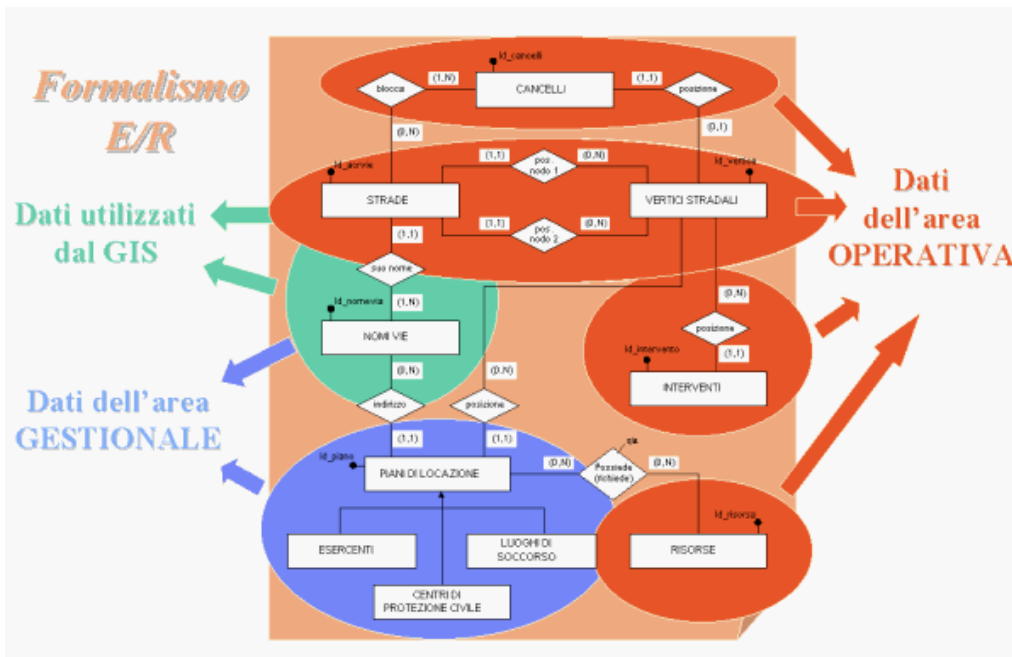 Formalismo
E/R
Id_cancelli
blocca
(1,N)
CANCELLI
(1,1)
posizione
(0,N)
(0,1)
Id_scrvie
(1,1)
pos.
nodo 1
(0,N)
Id_vertice
STRADE
VERTICI STRADALI
(1,1)
pos.
nodo 2
(0,N)
Dati
dell'area
OPERATIVA
Dati utilizzati
dal GIS
(1,1)
suo nome
(1,N)
Id_nomevia
NOMI VIE
(0,N)
posizione
Id_intervento
(1,1)
INTERVENTI
Dati dell'area
GESTIONALE
(0,N)
(0,N)
indirizzo
posizione
(1,1)
(1,1)
Id_piano
PIANI DI LOCAZIONE
(0,N)
qta
Possiede
(richiede)
(0,N)
Id_risorsa
ESERCENTI
LUOGHI DI
SOCCORSO
RISORSE
CENTRI DI
PROTEZIONE CIVILE